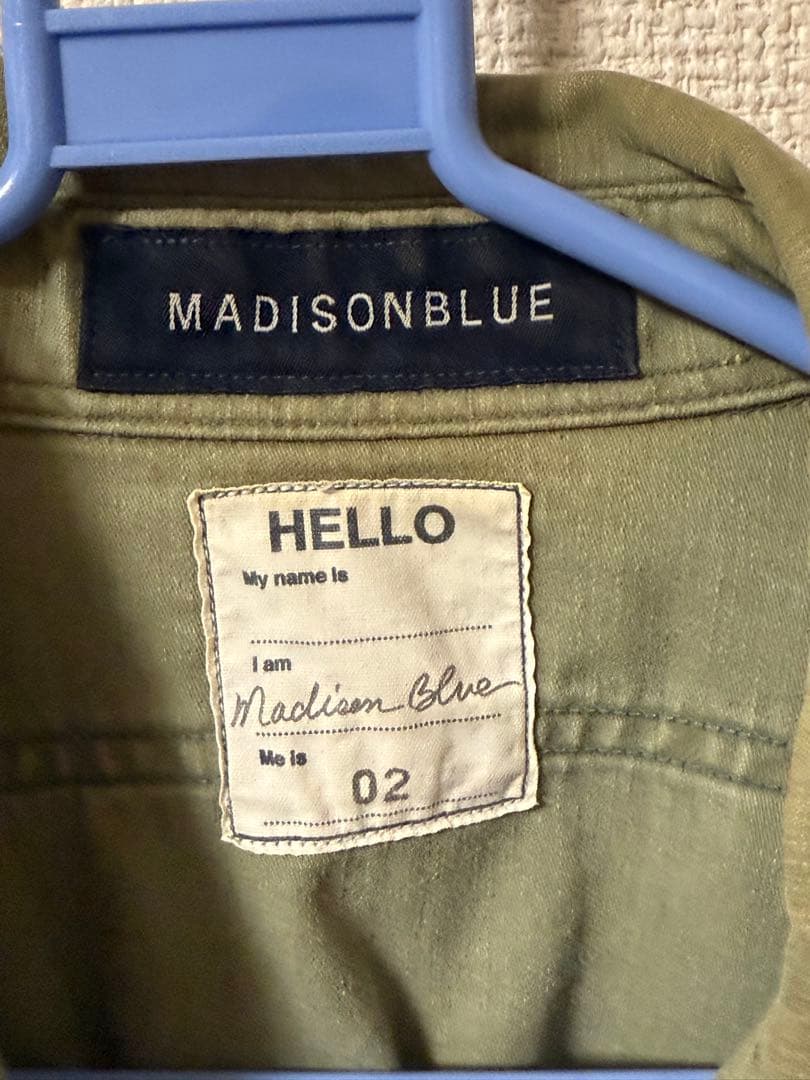 MADISONBLUE
HELLO
My name is
I am
Madison Blue
Me is
02